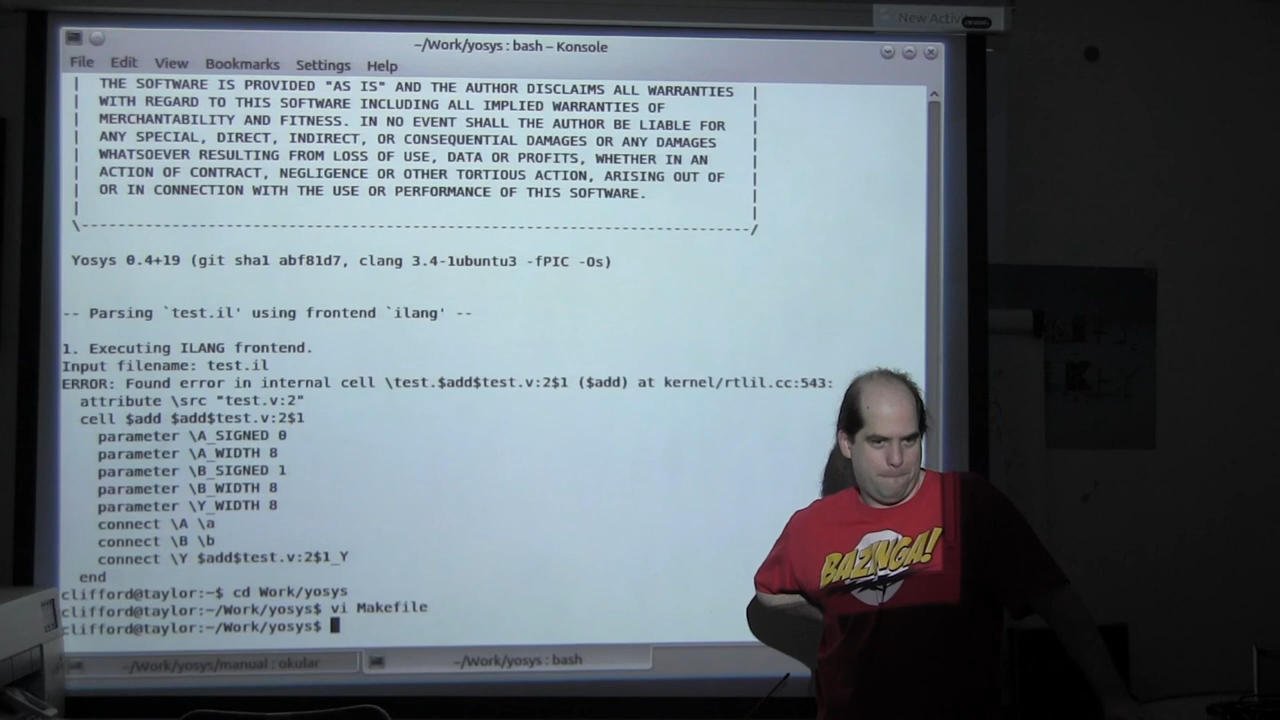 New Activ
~/Work/yosys : bash – Konsole
File Edit View Bookmarks Settings Help
| THE SOFTWARE IS PROVIDED "AS IS" AND THE AUTHOR DISCLAIMS ALL WARRANTIES |
| WITH REGARD TO THIS SOFTWARE INCLUDING ALL IMPLIED WARRANTIES OF |
| MERCHANTABILITY AND FITNESS. IN NO EVENT SHALL THE AUTHOR BE LIABLE FOR |
| ANY SPECIAL, DIRECT, INDIRECT, OR CONSEQUENTIAL DAMAGES OR ANY DAMAGES |
| WHATSOEVER RESULTING FROM LOSS OF USE, DATA OR PROFITS, WHETHER IN AN |
| ACTION OF CONTRACT, NEGLIGENCE OR OTHER TORTIOUS ACTION, ARISING OUT OF |
| OR IN CONNECTION WITH THE USE OR PERFORMANCE OF THIS SOFTWARE. |
| |
\----------------------------------------------------------------------------/
Yosys 0.4+19 (git sha1 abf81d7, clang 3.4-1ubuntu3 -fPIC -Os)
-- Parsing `test.il' using frontend `ilang' --
1. Executing ILANG frontend.
Input filename: test.il
ERROR: Found error in internal cell \test.$add$test.v:2$1 ($add) at kernel/rtlil.cc:543:
attribute \src "test.v:2"
cell $add $add$test.v:2$1
parameter \A_SIGNED 0
parameter \A_WIDTH 8
parameter \B_SIGNED 1
parameter \B_WIDTH 8
parameter \Y_WIDTH 8
connect \A \a
connect \B \b
connect \Y $add$test.v:2$1_Y
end
clifford@taylor:~$ cd Work/yosys
clifford@taylor:~/Work/yosys$ vi Makefile
clifford@taylor:~/Work/yosys$
~/Work/yosys/manual : okular
~/Work/yosys : bash
BAZINGA!